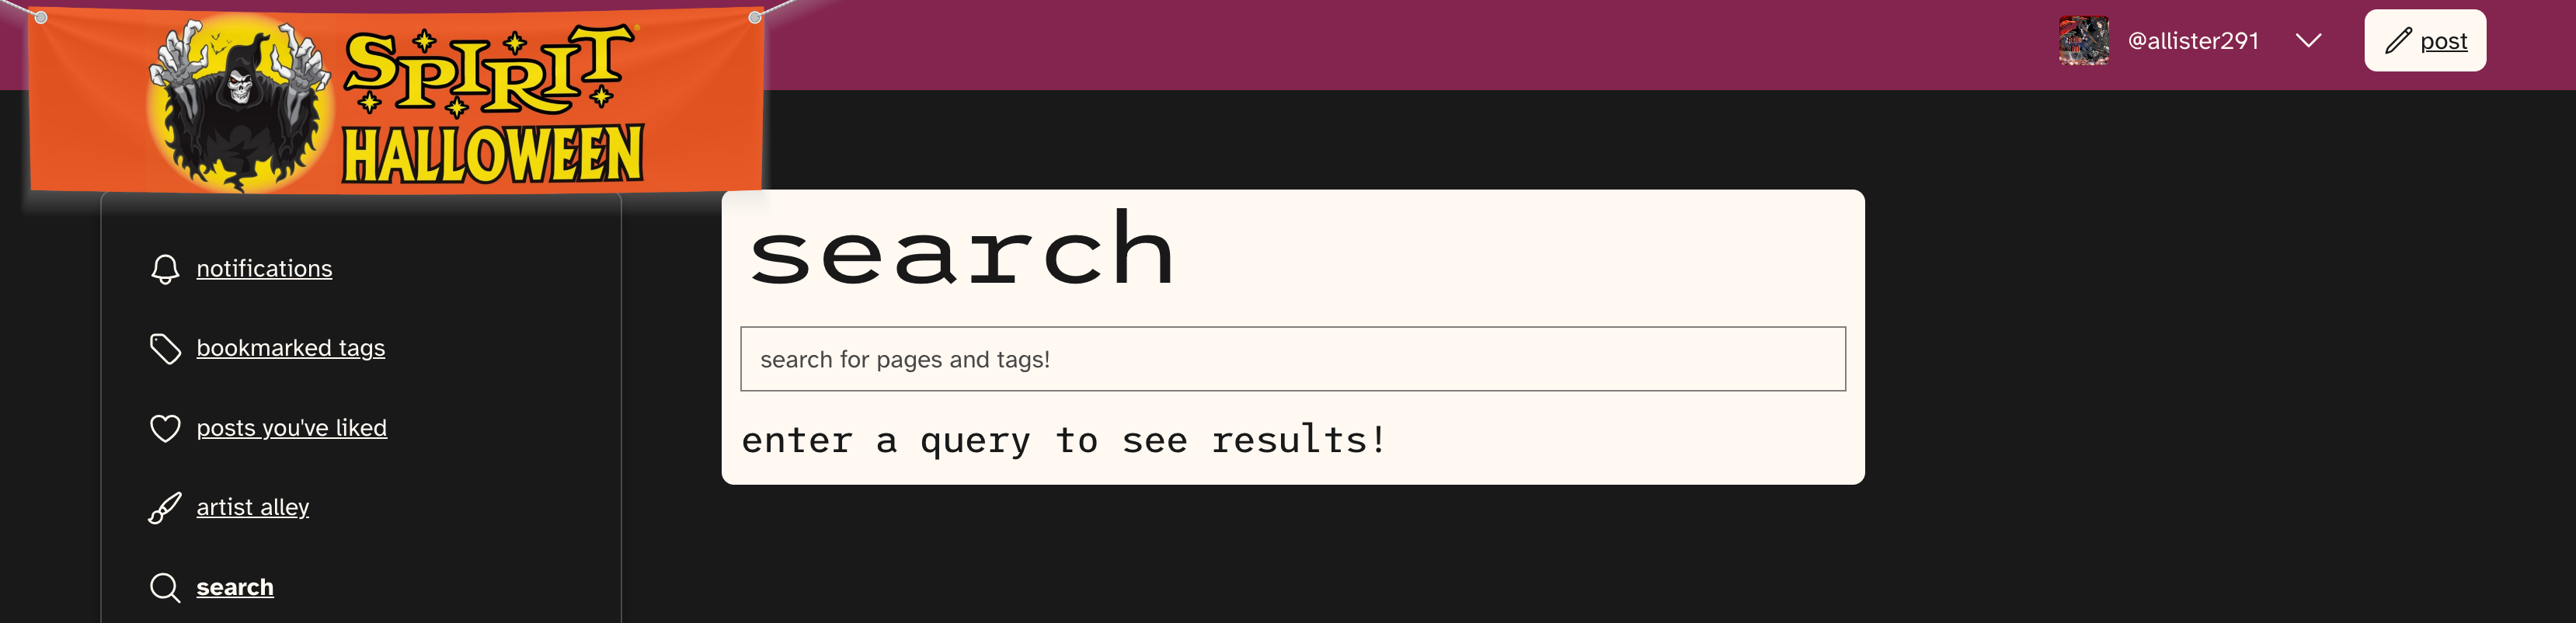 SPIRIT
HALLOWEEN
@allister291
post
notifications
bookmarked tags
posts you've liked
artist alley
search
search
search for pages and tags!
enter a query to see results!